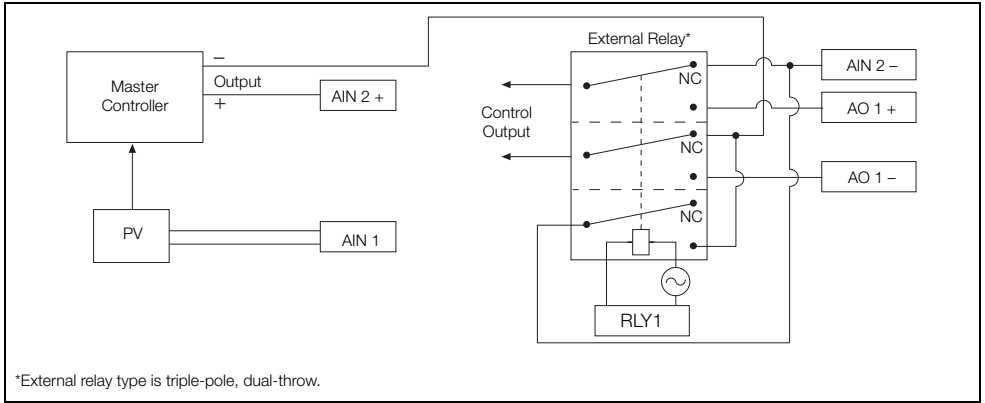 External Relay*
Master
Controller
–
Output
+
AIN 2 +
Control
Output
NC
AIN 2 –
AO 1 +
NC
AO 1 –
PV
AIN 1
NC
RLY1
*External relay type is triple-pole, dual-throw.